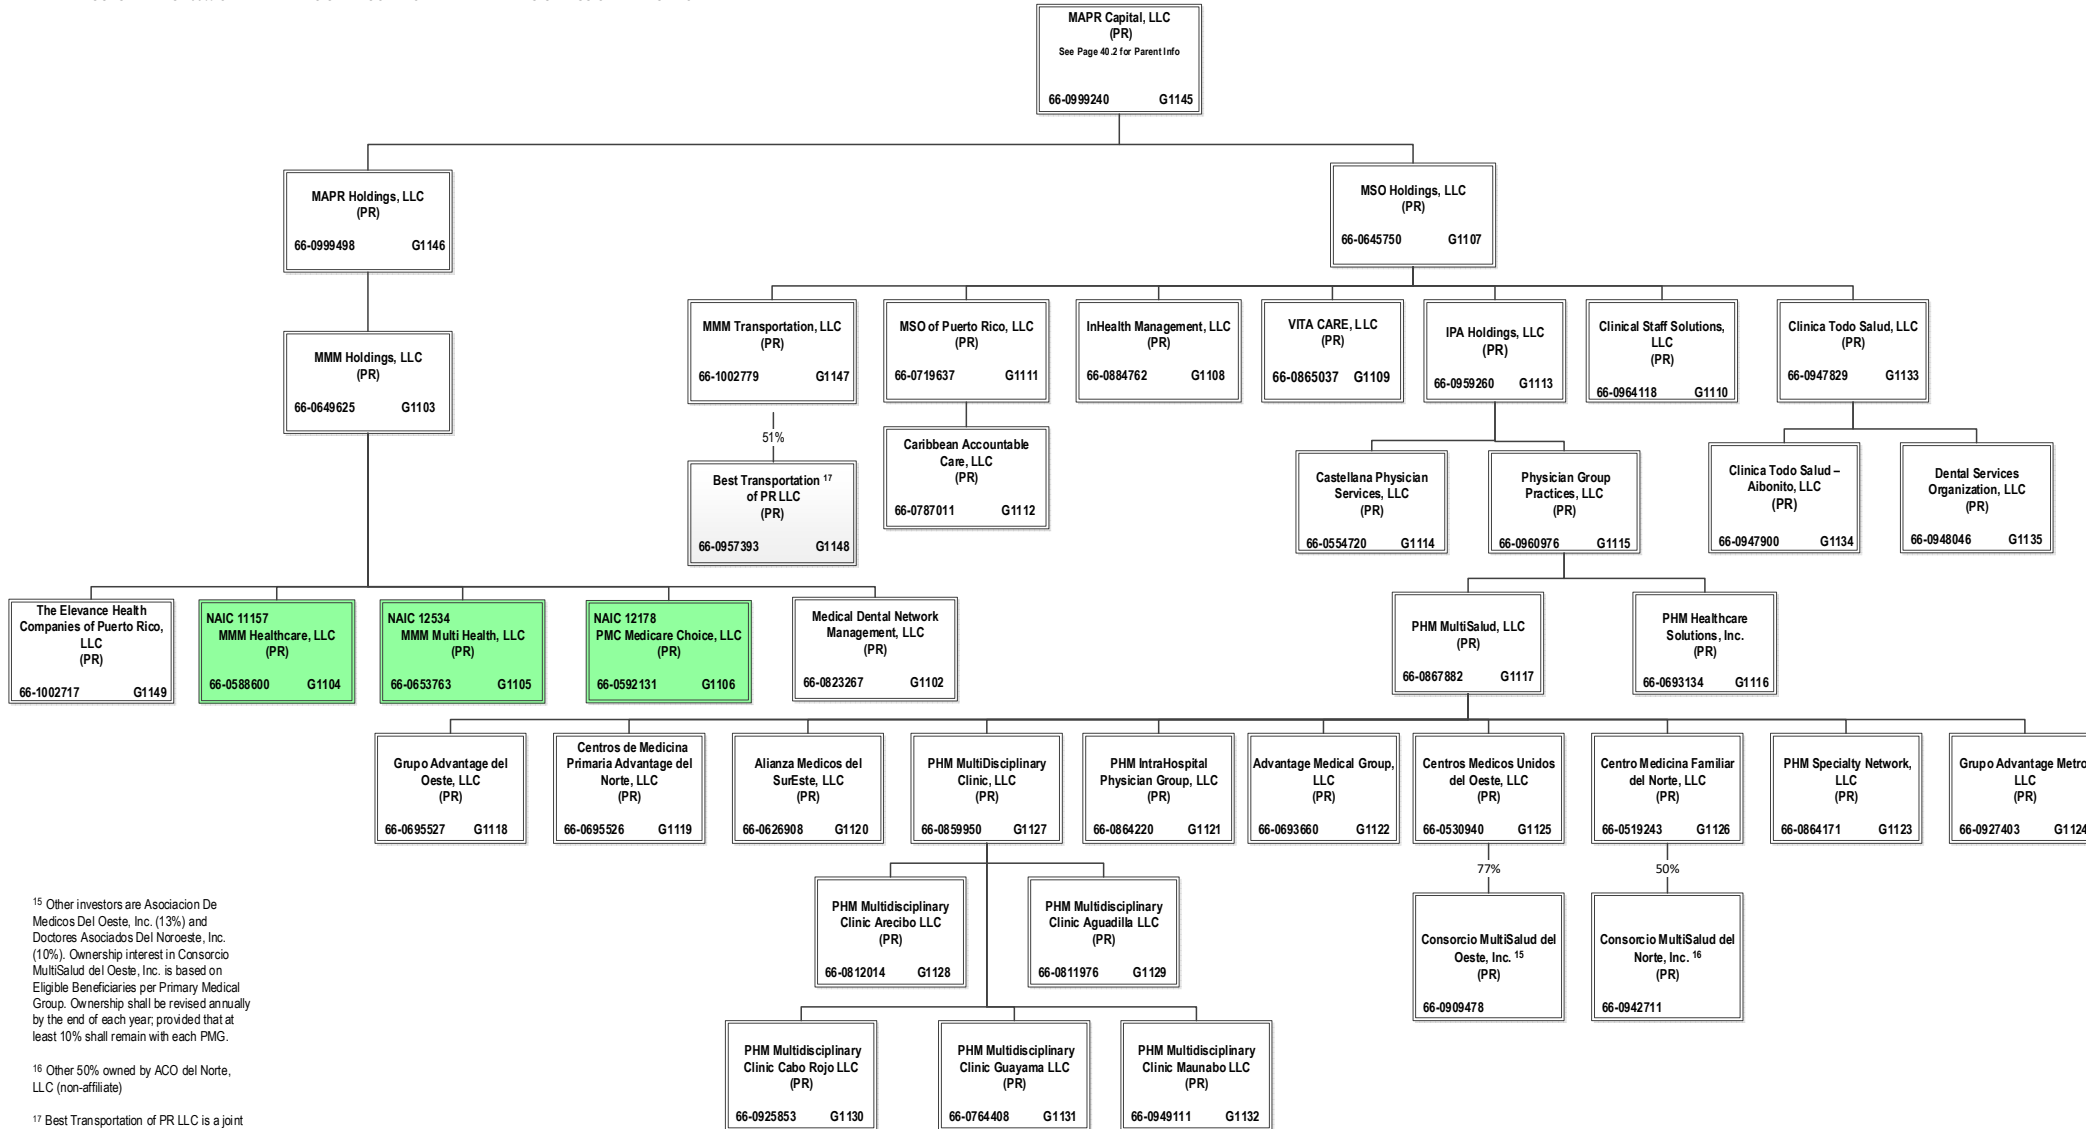 MAPR Capital, LLC
(PR)
See Page 40.2 for Parent Info
66-0999240 G1145
MAPR Holdings, LLC
(PR)
66-0999498 G1146
MSO Holdings, LLC
(PR)
66-0645750 G1107
MMM Holdings, LLC
(PR)
66-0649625 G1103
MMM Transportation, LLC
(PR)
66-1002779 G1147
MSO of Puerto Rico, LLC
(PR)
66-0719637 G1111
InHealth Management, LLC
(PR)
66-0884762 G1108
VITA CARE, LLC
(PR)
66-0865037 G1109
IPA Holdings, LLC
(PR)
66-0959260 G1113
Clinical Staff Solutions,
LLC
(PR)
66-0964118 G1110
Clinica Todo Salud, LLC
(PR)
66-0947829 G1133
51%
Best Transportation 17
of PR LLC
(PR)
66-0957393 G1148
Caribbean Accountable
Care, LLC
(PR)
66-0787011 G1112
Castellana Physician
Services, LLC
(PR)
66-0554720 G1114
Physician Group
Practices, LLC
(PR)
66-0960976 G1115
Clinica Todo Salud –
Aibonito, LLC
(PR)
66-0947900 G1134
Dental Services
Organization, LLC
(PR)
66-0948046 G1135
The Elevance Health
Companies of Puerto Rico,
LLC
(PR)
66-1002717 G1149
NAIC 11157
MMM Healthcare, LLC
(PR)
66-0588600 G1104
NAIC 12534
MMM Multi Health, LLC
(PR)
66-0653763 G1105
NAIC 12178
PMC Medicare Choice, LLC
(PR)
66-0592131 G1106
Medical Dental Network
Management, LLC
(PR)
66-0823267 G1102
PHM MultiSalud, LLC
(PR)
66-0867882 G1117
PHM Healthcare
Solutions, Inc.
(PR)
66-0693134 G1116
Grupo Advantage del
Oeste, LLC
(PR)
66-0695527 G1118
Centros de Medicina
Primaria Advantage del
Norte, LLC
(PR)
66-0695526 G1119
Alianza Medicos del
SurEste, LLC
(PR)
66-0626908 G1120
PHM MultiDisciplinary
Clinic, LLC
(PR)
66-0859950 G1127
PHM IntraHospital
Physician Group, LLC
(PR)
66-0864220 G1121
Advantage Medical Group,
LLC
(PR)
66-0693660 G1122
Centros Medicos Unidos
del Oeste, LLC
(PR)
66-0530940 G1125
Centro Medicina Familiar
del Norte, LLC
(PR)
66-0519243 G1126
PHM Specialty Network,
LLC
(PR)
66-0864171 G1123
Grupo Advantage Metro
LLC
(PR)
66-0927403 G1124
PHM Multidisciplinary
Clinic Arecibo LLC
(PR)
66-0812014 G1128
PHM Multidisciplinary
Clinic Aguadilla LLC
(PR)
66-0811976 G1129
77%
Consorcio MultiSalud del
Oeste, Inc. 15
(PR)
66-0909478
50%
Consorcio MultiSalud del
Norte, Inc. 16
(PR)
66-0942711
PHM Multidisciplinary
Clinic Cabo Rojo LLC
(PR)
66-0925853 G1130
PHM Multidisciplinary
Clinic Guayama LLC
(PR)
66-0764408 G1131
PHM Multidisciplinary
Clinic Maunabo LLC
(PR)
66-0949111 G1132
15 Other investors are Asociacion De
Medicos Del Oeste, Inc. (13%) and
Doctores Asociados Del Noroeste, Inc.
(10%). Ownership interest in Consorcio
MultiSalud del Oeste, Inc. is based on
Eligible Beneficiaries per Primary Medical
Group. Ownership shall be revised annually
by the end of each year; provided that at
least 10% shall remain with each PMG.
16 Other 50% owned by ACO del Norte,
LLC (non-affiliate)
17 Best Transportation of PR LLC is a joint